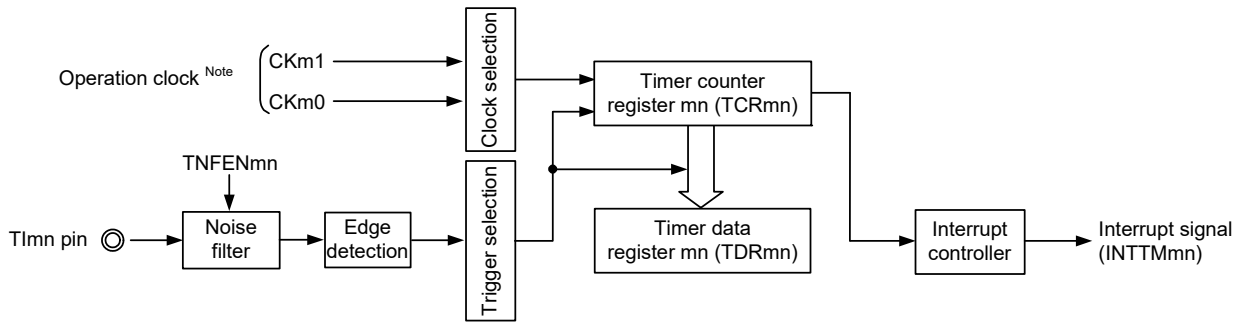 Operation clock Note
CKm1
CKm0
Clock selection
Timer counter
register mn (TCRmn)
TNFENmn
TImn pin
Noise
filter
Edge
detection
Trigger selection
Timer data
register mn (TDRmn)
Interrupt
controller
Interrupt signal
(INTTMmn)